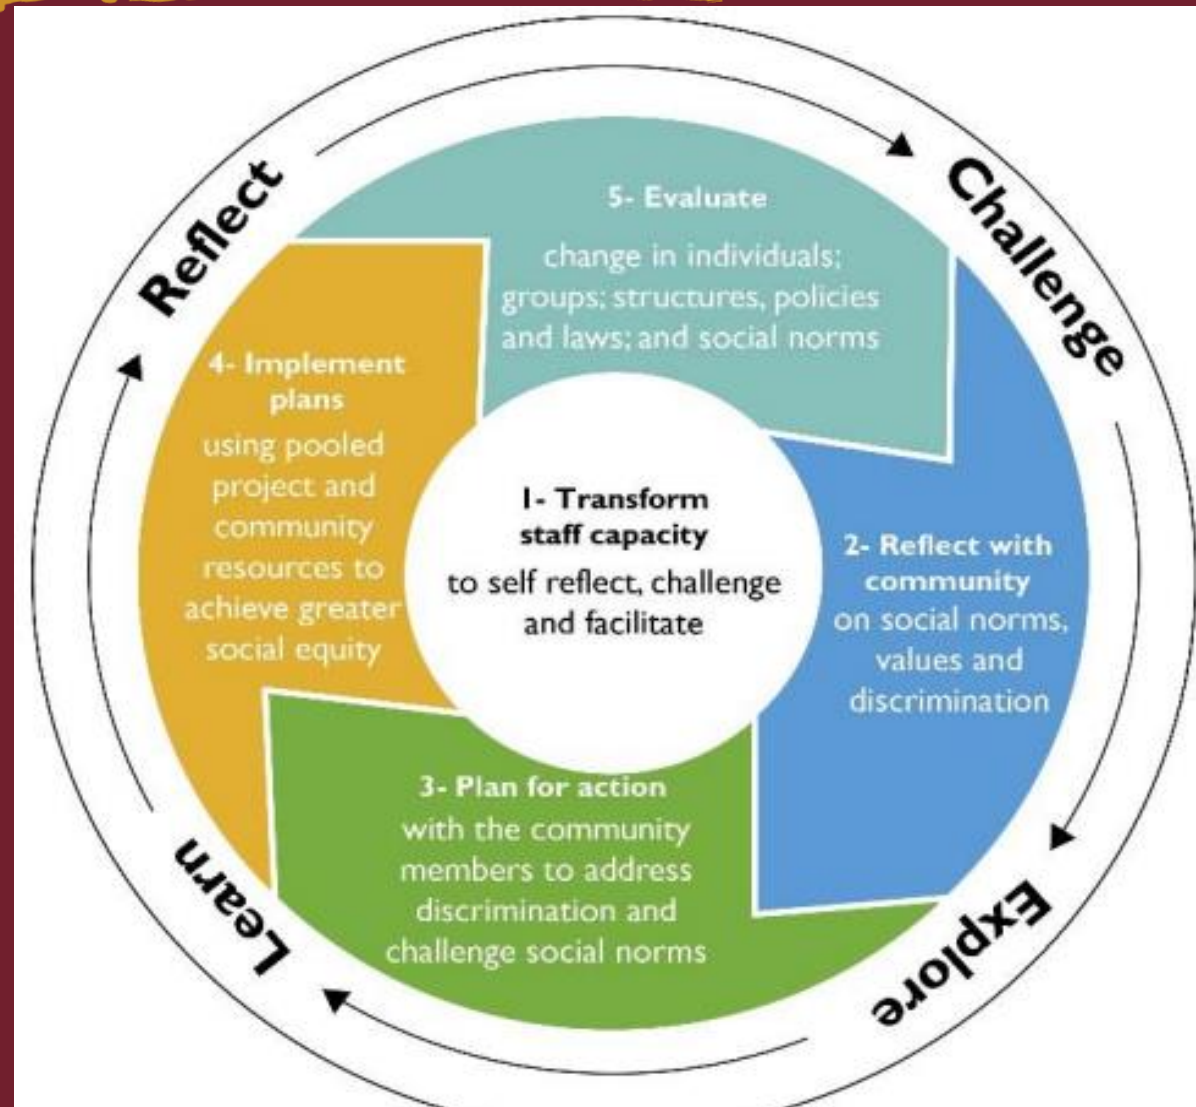 Reflect
Challenge
Explore
Learn
1- Transform
staff capacity
to self reflect, challenge
and facilitate
2- Reflect with
community
on social norms,
values and
discrimination
3- Plan for action
with the community
members to address
discrimination and
challenge social norms
4- Implement
plans
using pooled
project and
community
resources to
achieve greater
social equity
5- Evaluate
change in individuals;
groups; structures, policies
and laws; and social norms